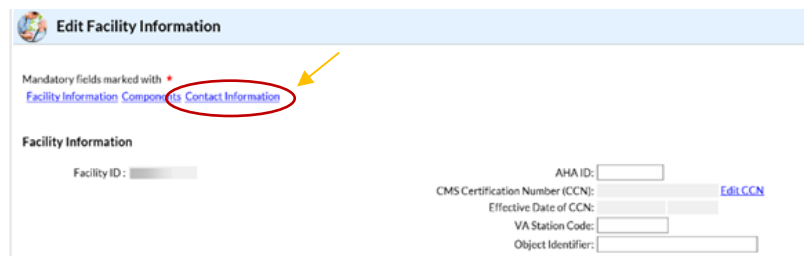 Edit Facility Information
Mandatory fields marked with *
Facility Information Components Contact Information
Facility Information
Facility ID :
AHA ID:
CMS Certification Number (CCN): Edit CCN
Effective Date of CCN:
VA Station Code:
Object Identifier: